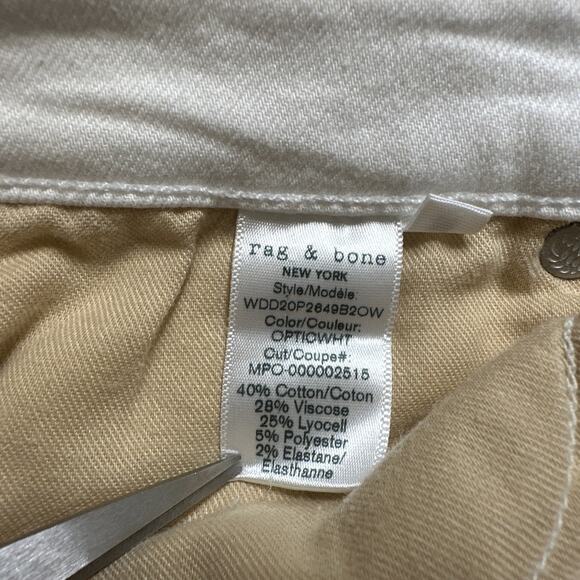 rag & bone
NEW YORK
Style/Modèle:
WDD20P2649B2OW
Color/Couleur:
OPTICWHT
Cut/Coupe#:
MPO-000002515
40% Cotton/Coton
28% Viscose
25% Lyocell
5% Polyester
2% Elastane/
Elasthanne